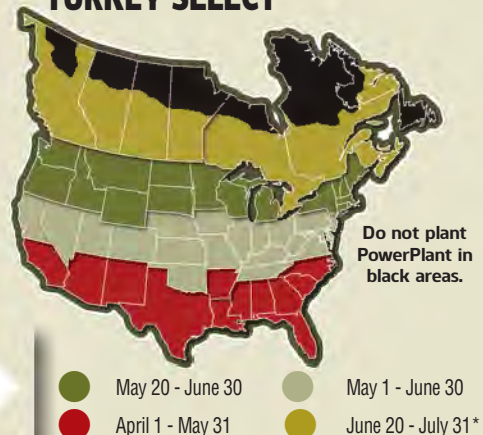 TURKEY SELECT
Do not plant
PowerPlant in
black areas.
May 20 - June 30
May 1 - June 30
April 1 - May 31
June 20 - July 31*